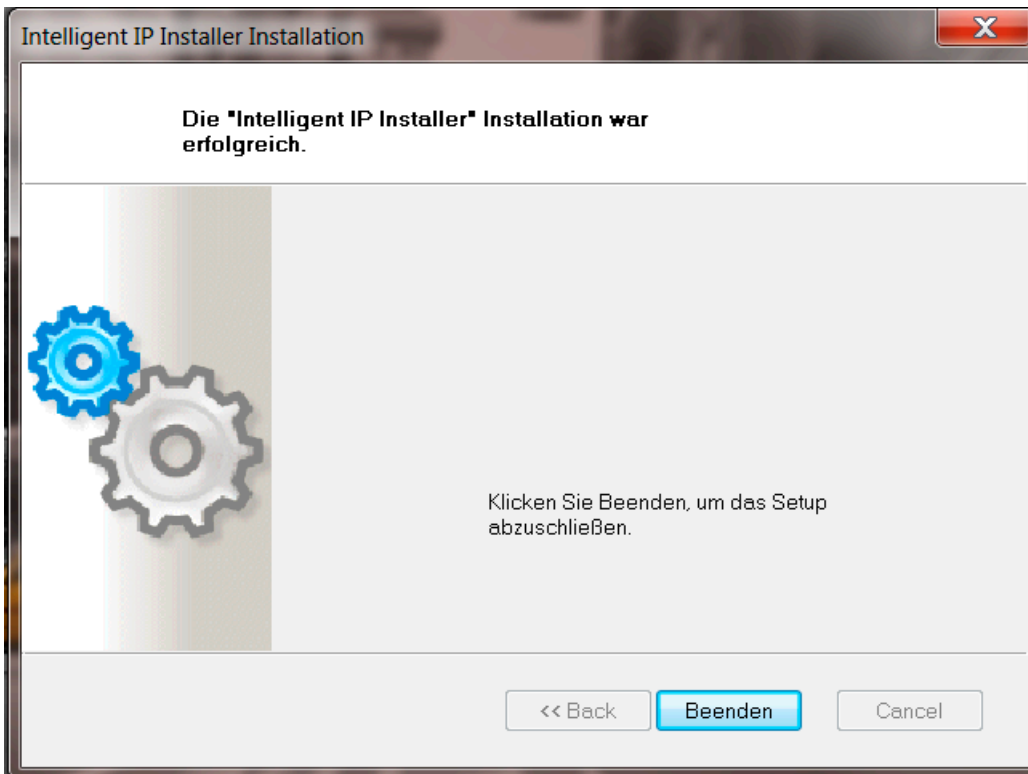 Intelligent IP Installer Installation
Die "Intelligent IP Installer" Installation war
erfolgreich.
Klicken Sie Beenden, um das Setup
abzuschließen.
<< Back
Beenden
Cancel